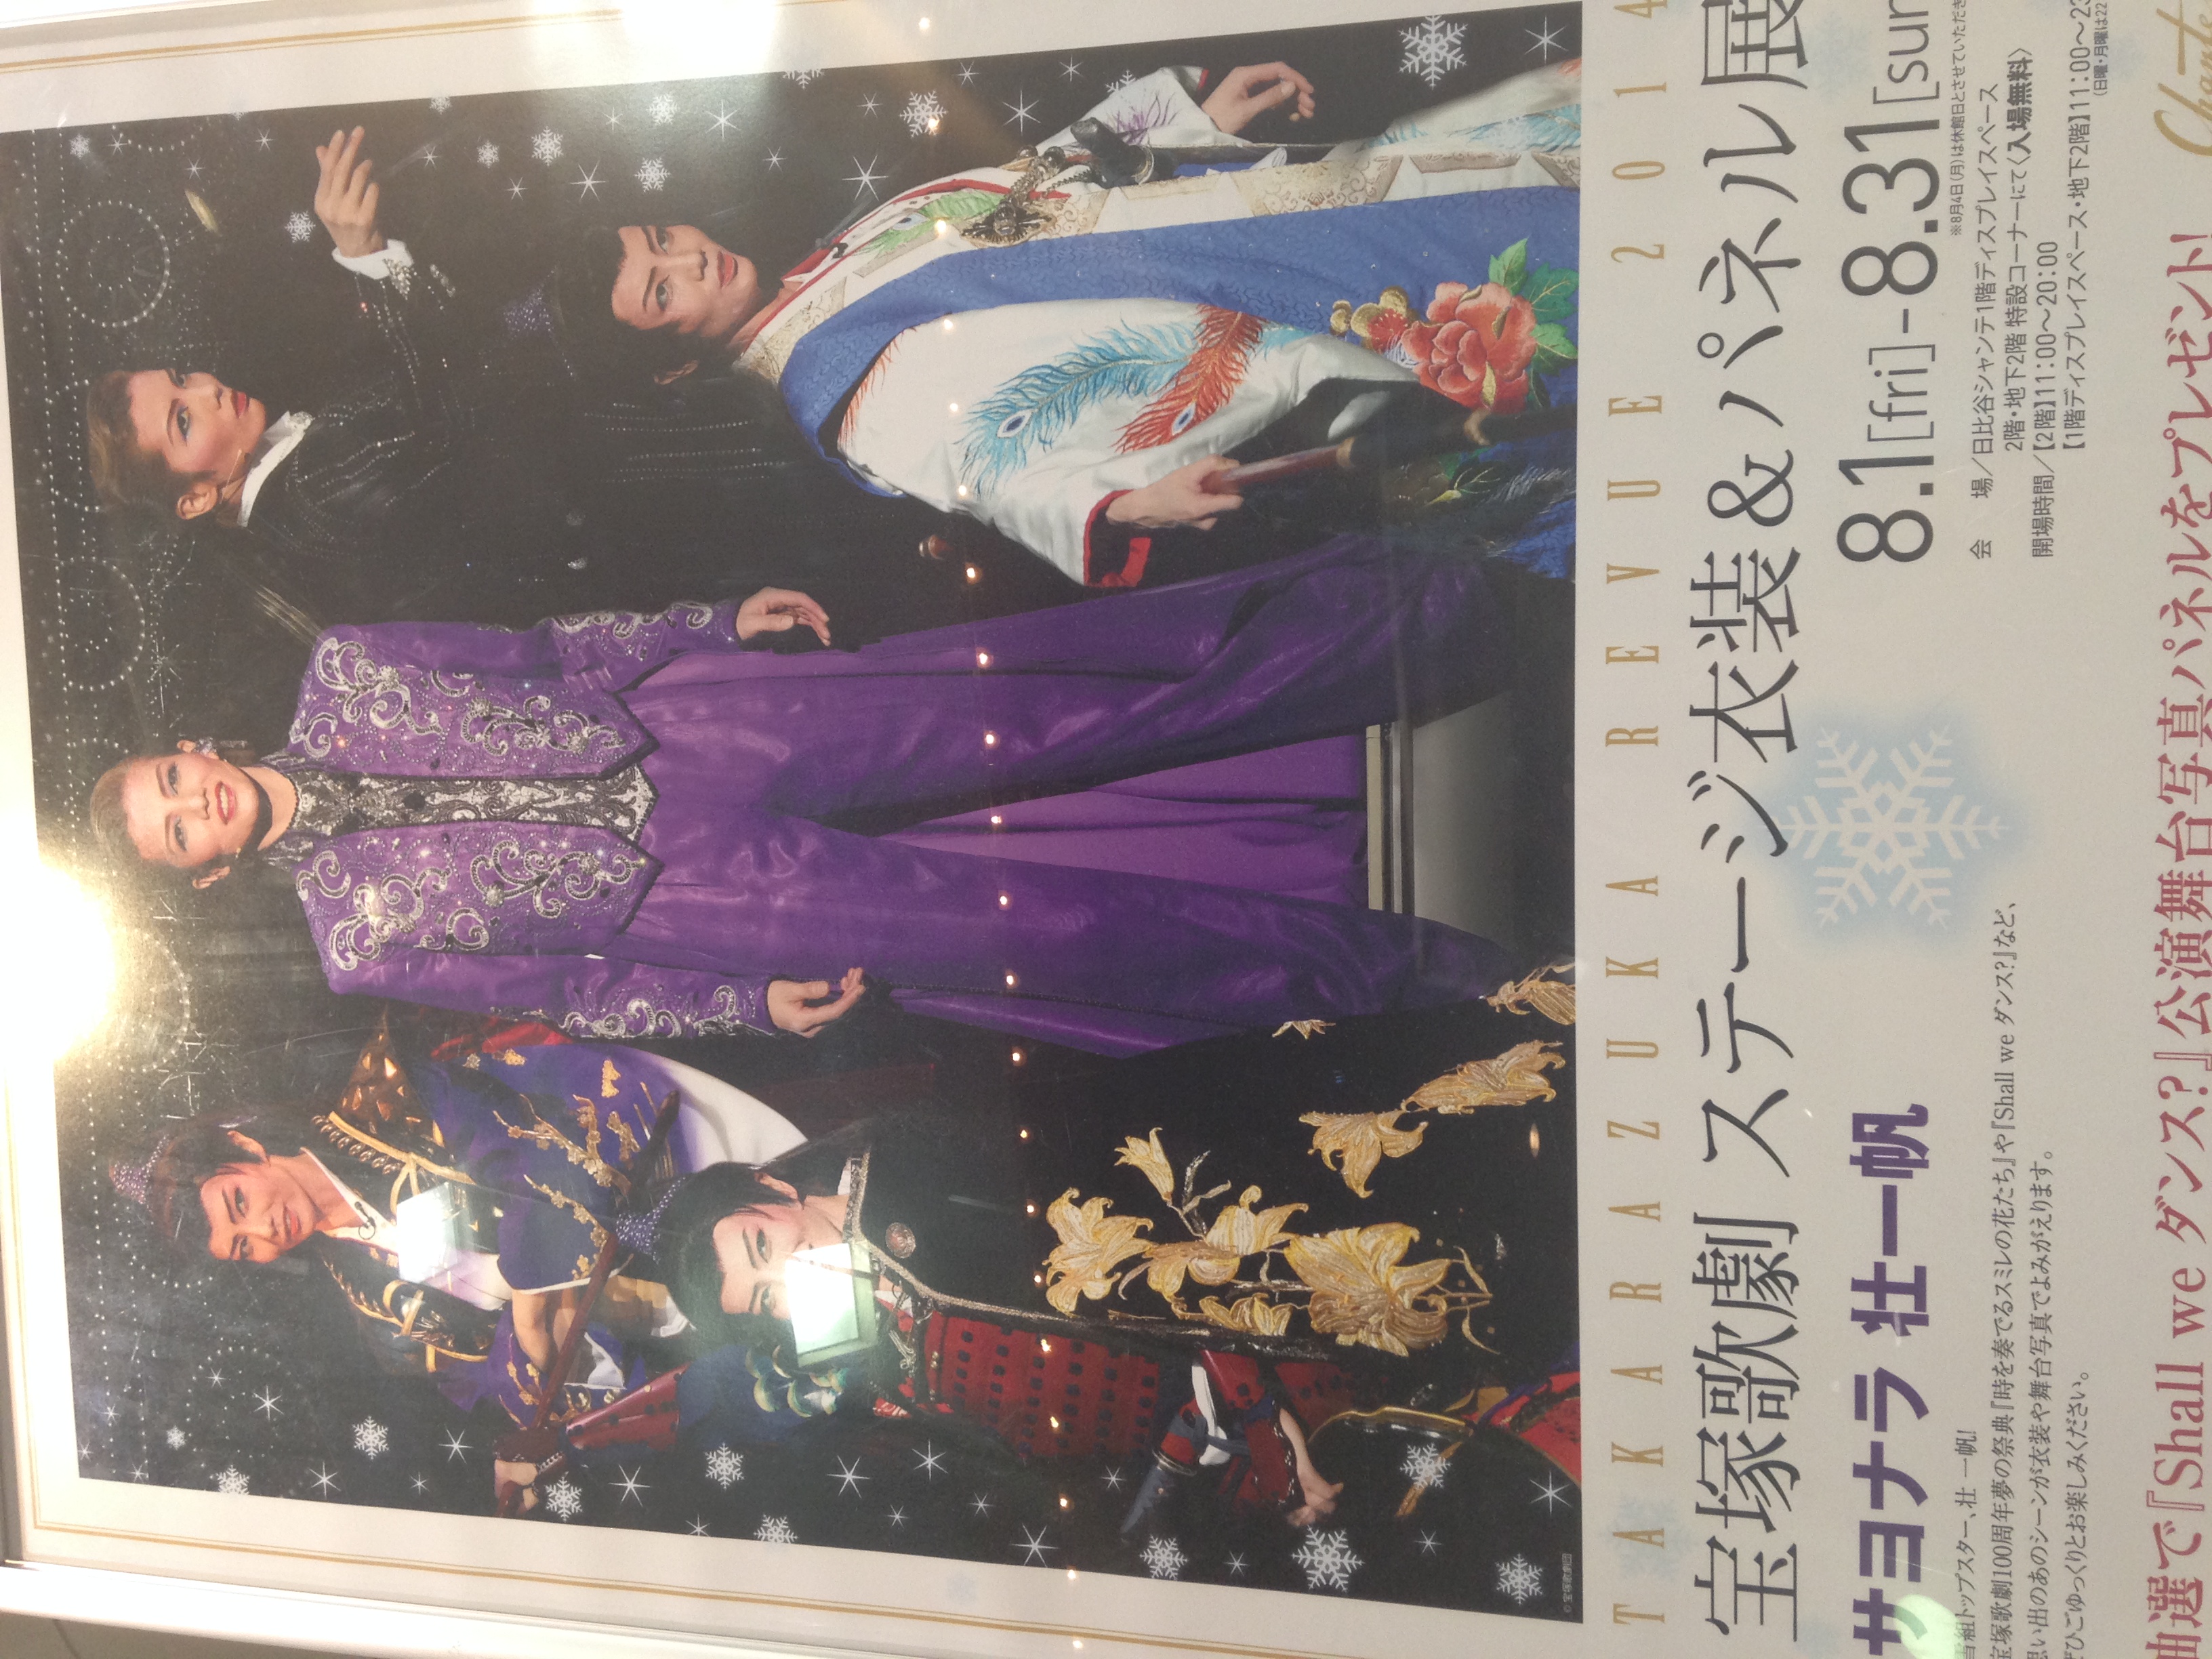 ©宝塚歌劇団
TAKARAZUKA REVUE 2014
宝塚歌劇 ステージ衣装&パネル展
サヨナラ 壮一帆
8.1[fri]-8.31[sun
※8月4日(月)は休館日とさせていただき
雪組トップスター、壮 一帆!
宝塚歌劇100周年夢の祭典『時を奏でるスミレの花たち』や『Shall we ダンス?』など、
思い出のあのシーンが衣装や舞台写真でよみがえります。
ぜひごゆっくりとお楽しみください。
会 場/日比谷シャンテ1階ディスプレイスペース
2階・地下2階 特設コーナーにて〈入場無料〉
開場時間/【2階】11:00〜20:00
【1階ディスプレイスペース・地下2階】11:00〜23
(日曜・月曜は22
抽選で『Shall we ダンス?』公演舞台写真パネルをプレゼント!